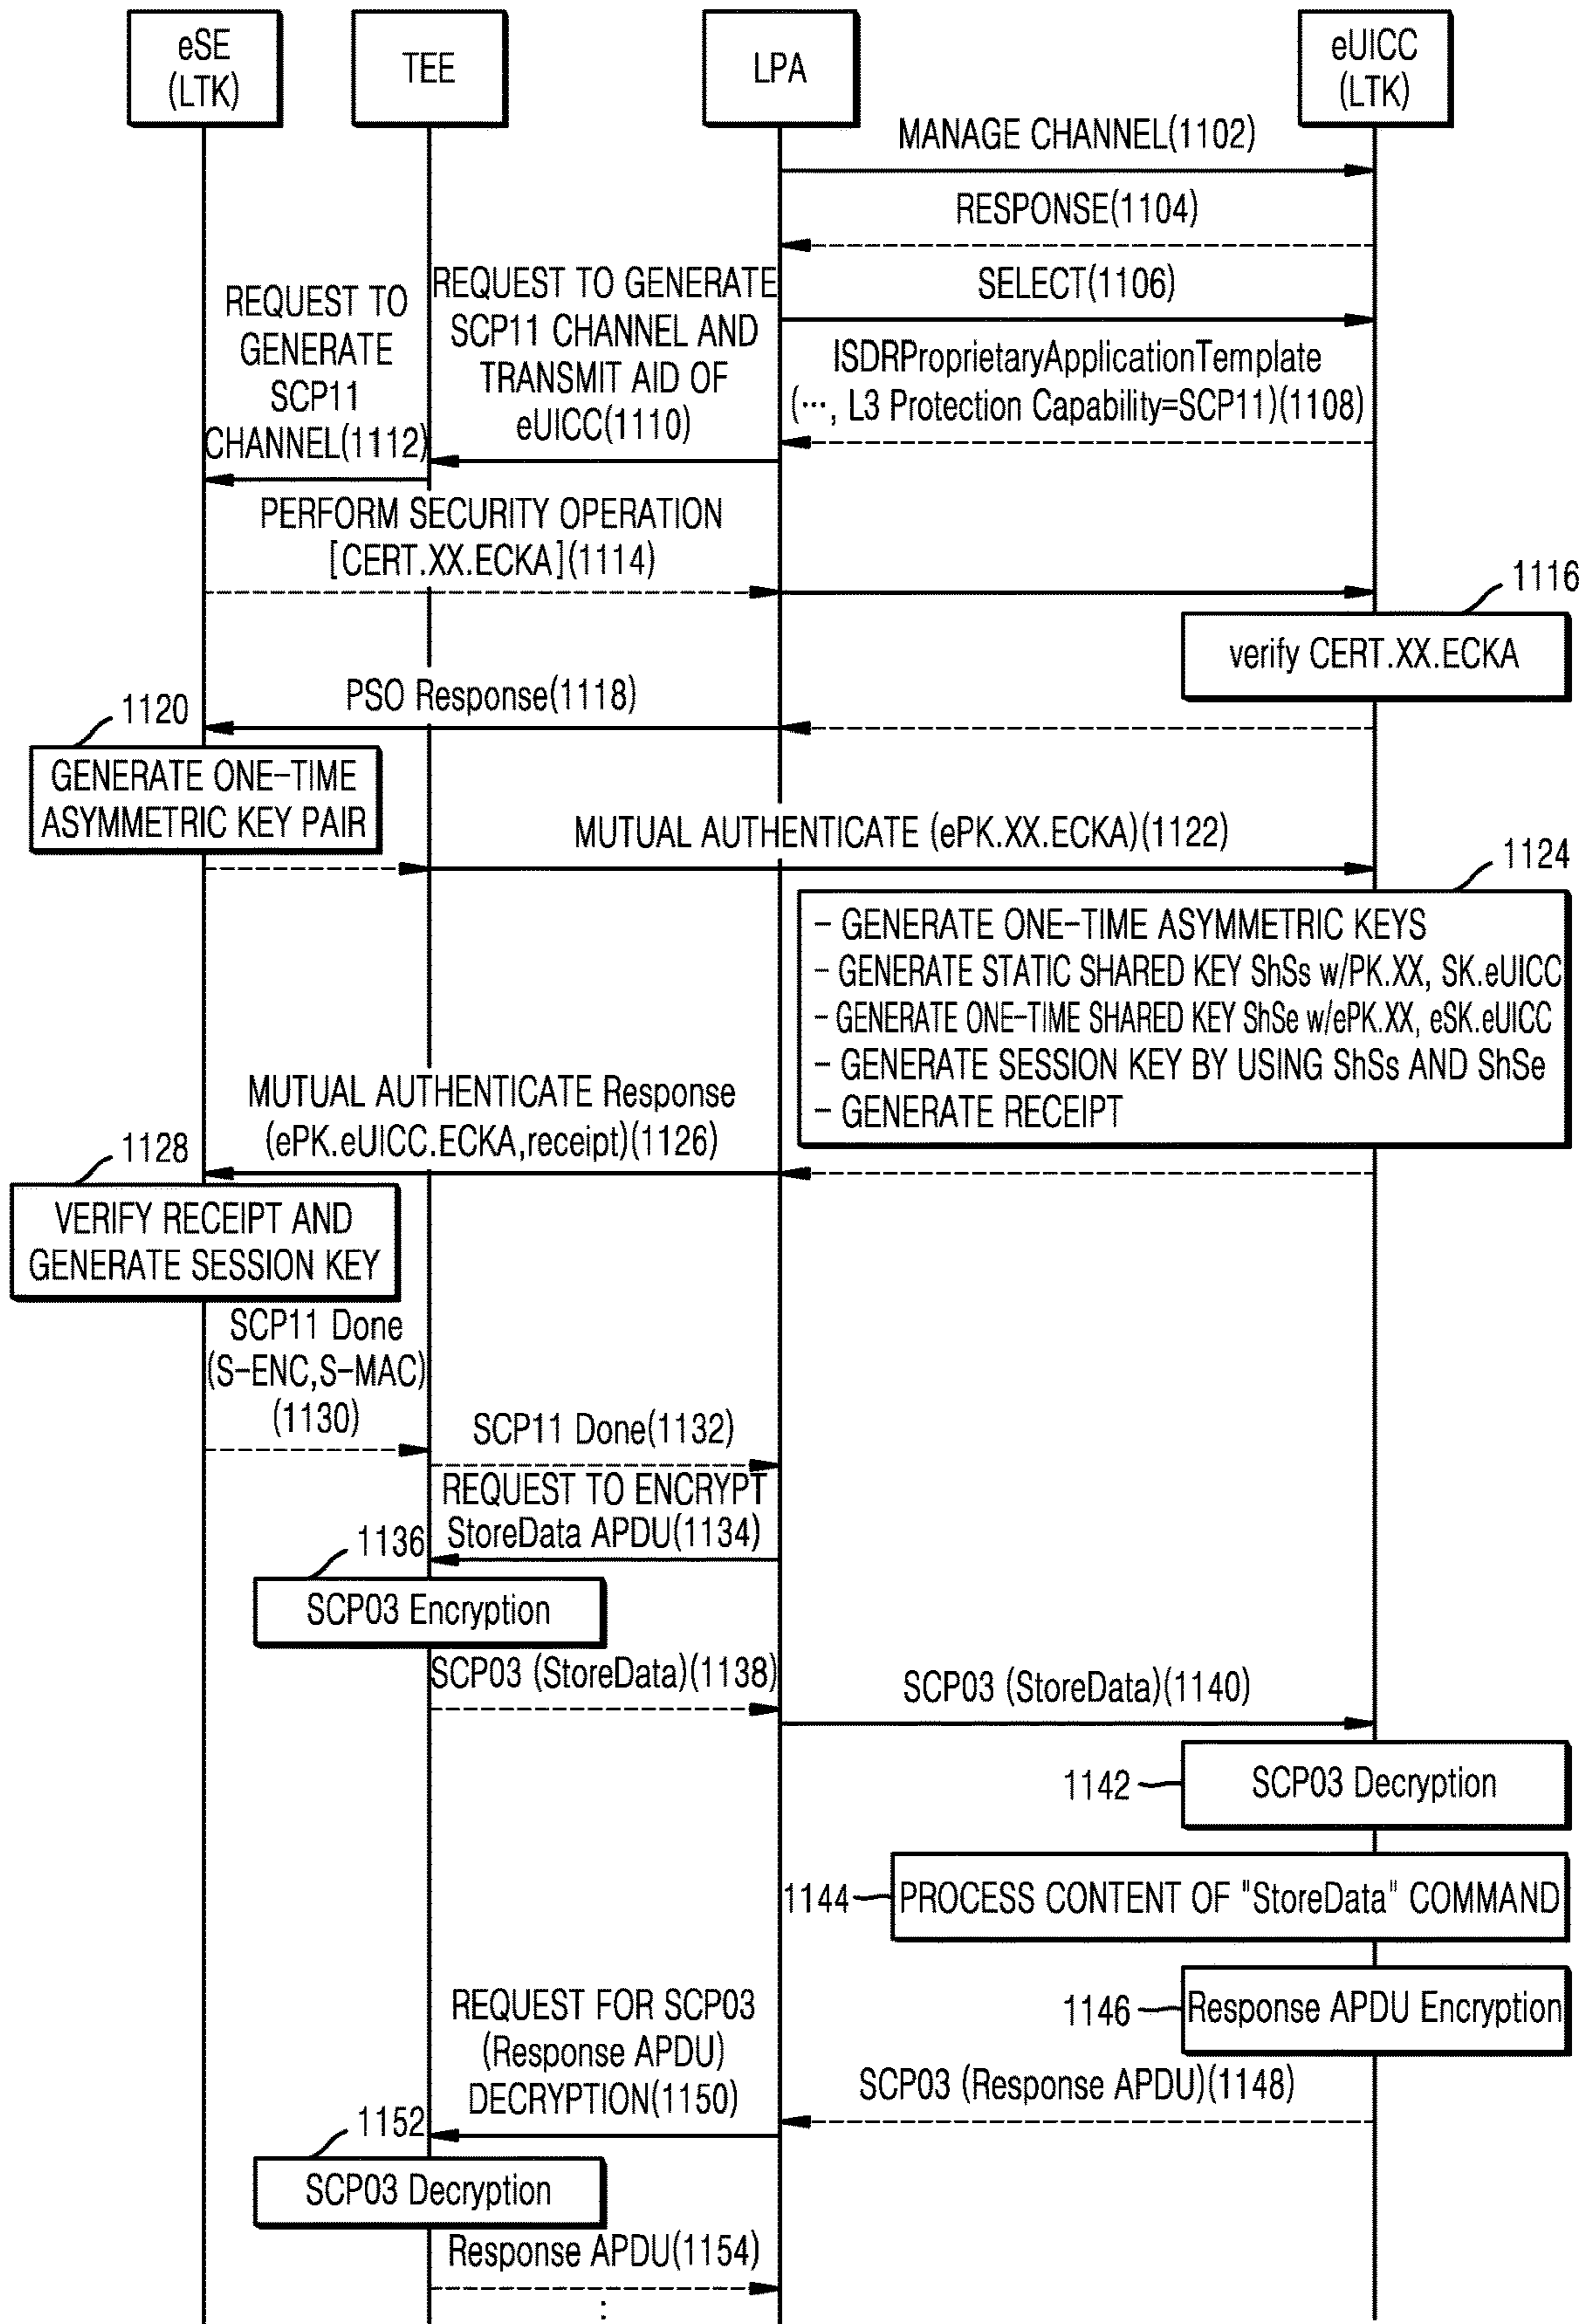 eSE
(LTK)
TEE
LPA
eUICC
(LTK)
MANAGE CHANNEL(1102)
RESPONSE(1104)
SELECT(1106)
ISDRProprietaryApplicationTemplate
(···, L3 Protection Capability=SCP11)(1108)
REQUEST TO GENERATE
SCP11 CHANNEL AND
TRANSMIT AID OF
eUICC(1110)
REQUEST TO
GENERATE
SCP11
CHANNEL(1112)
PERFORM SECURITY OPERATION
[CERT.XX.ECKA](1114)
1116
verify CERT.XX.ECKA
PSO Response(1118)
1120
GENERATE ONE-TIME
ASYMMETRIC KEY PAIR
MUTUAL AUTHENTICATE (ePK.XX.ECKA)(1122)
1124
- GENERATE ONE-TIME ASYMMETRIC KEYS
- GENERATE STATIC SHARED KEY ShSs w/PK.XX, SK.eUICC
- GENERATE ONE-TIME SHARED KEY ShSe w/ePK.XX, eSK.eUICC
- GENERATE SESSION KEY BY USING ShSs AND ShSe
- GENERATE RECEIPT
MUTUAL AUTHENTICATE Response
(ePK.eUICC.ECKA,receipt)(1126)
1128
VERIFY RECEIPT AND
GENERATE SESSION KEY
SCP11 Done
(S-ENC,S-MAC)
(1130)
SCP11 Done(1132)
REQUEST TO ENCRYPT
StoreData APDU(1134)
1136
SCP03 Encryption
SCP03 (StoreData)(1138)
SCP03 (StoreData)(1140)
1142
SCP03 Decryption
1144
PROCESS CONTENT OF "StoreData" COMMAND
1146
Response APDU Encryption
SCP03 (Response APDU)(1148)
REQUEST FOR SCP03
(Response APDU)
DECRYPTION(1150)
1152
SCP03 Decryption
Response APDU(1154)